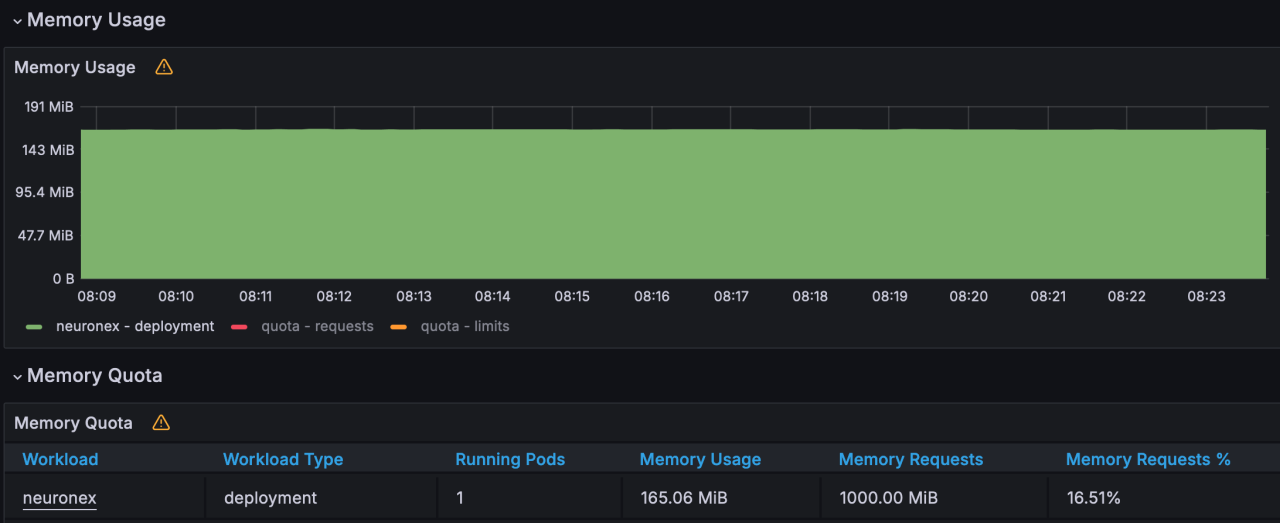 Memory Usage
Memory Usage
191 MiB
143 MiB
95.4 MiB
47.7 MiB
0 B
08:09 08:10 08:11 08:12 08:13 08:14 08:15 08:16 08:17 08:18 08:19 08:20 08:21 08:22 08:23
neuronex - deployment quota - requests quota - limits
Memory Quota
Memory Quota
Workload Workload Type Running Pods Memory Usage Memory Requests Memory Requests %
neuronex deployment 1 165.06 MiB 1000.00 MiB 16.51%